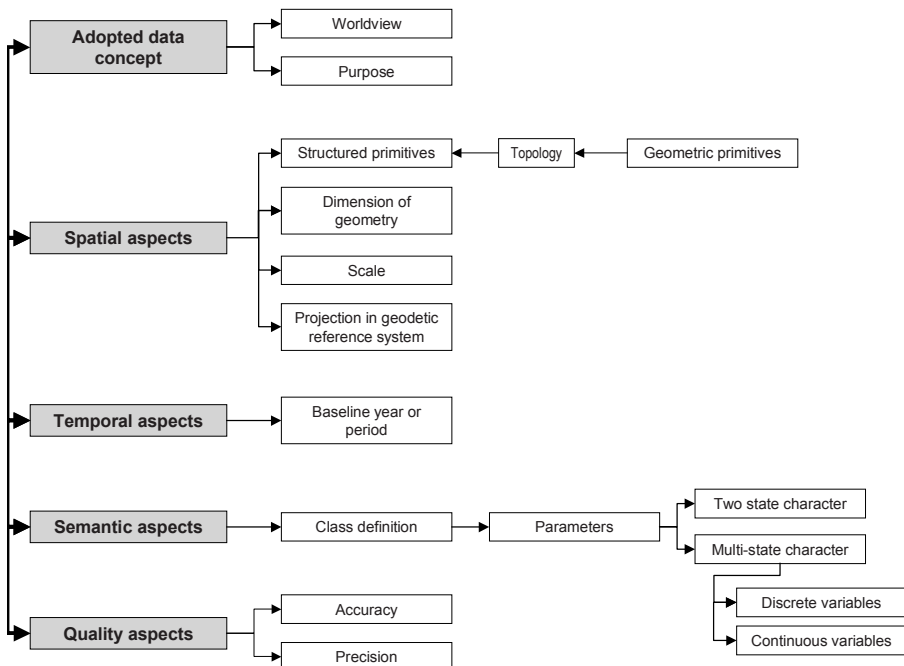 Adopted data
concept
Worldview
Purpose
Spatial aspects
Structured primitives
Topology
Geometric primitives
Dimension of
geometry
Scale
Projection in geodetic
reference system
Temporal aspects
Baseline year or
period
Semantic aspects
Class definition
Parameters
Two state character
Multi-state character
Discrete variables
Continuous variables
Quality aspects
Accuracy
Precision